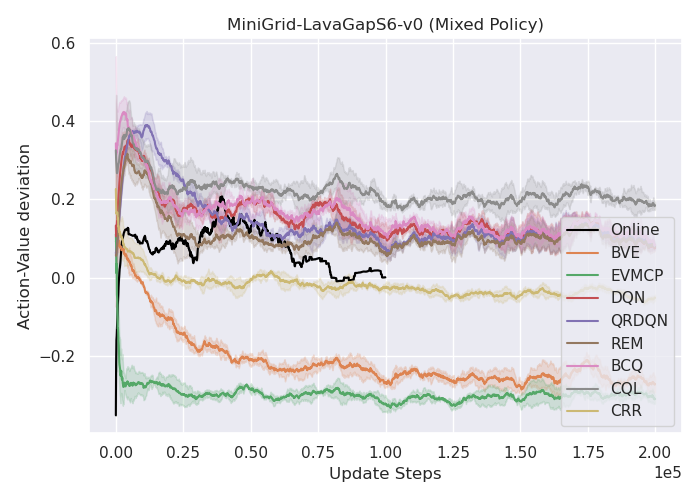 MiniGrid-LavaGapS6-v0 (Mixed Policy)
Action-Value deviation
0.6
0.4
0.2
0.0
−0.2
Online
BVE
EVMCP
DQN
QRDQN
REM
BCQ
CQL
CRR
0.00 0.25 0.50 0.75 1.00 1.25 1.50 1.75 2.00
1e5
Update Steps